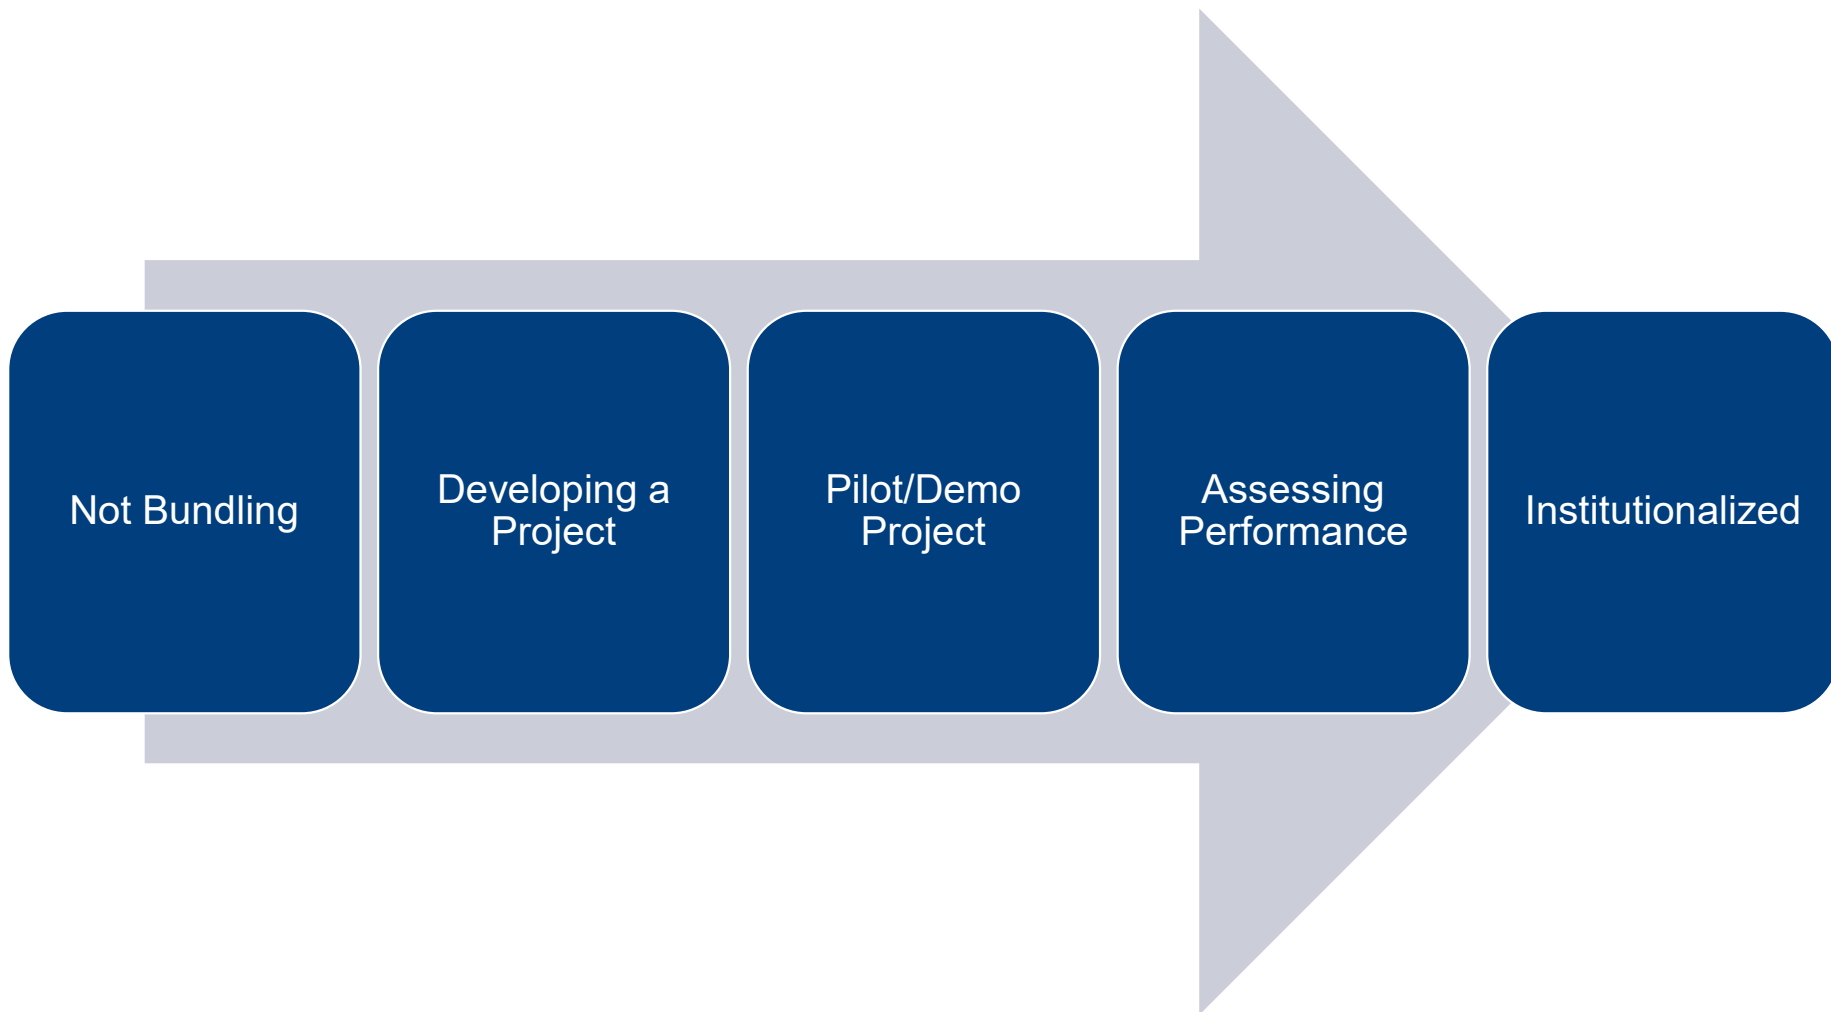 Not Bundling
Developing a
Project
Pilot/Demo
Project
Assessing
Performance
Institutionalized